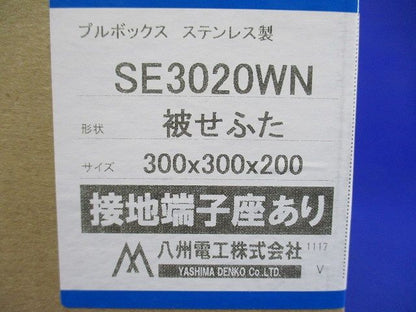 プルボックス ステンレス製
SE3020WN
形状 被せふた
サイズ 300x300x200
接地端子座あり
八州電工株式会社 1117
YASHIMA DENKO CO.,LTD. V